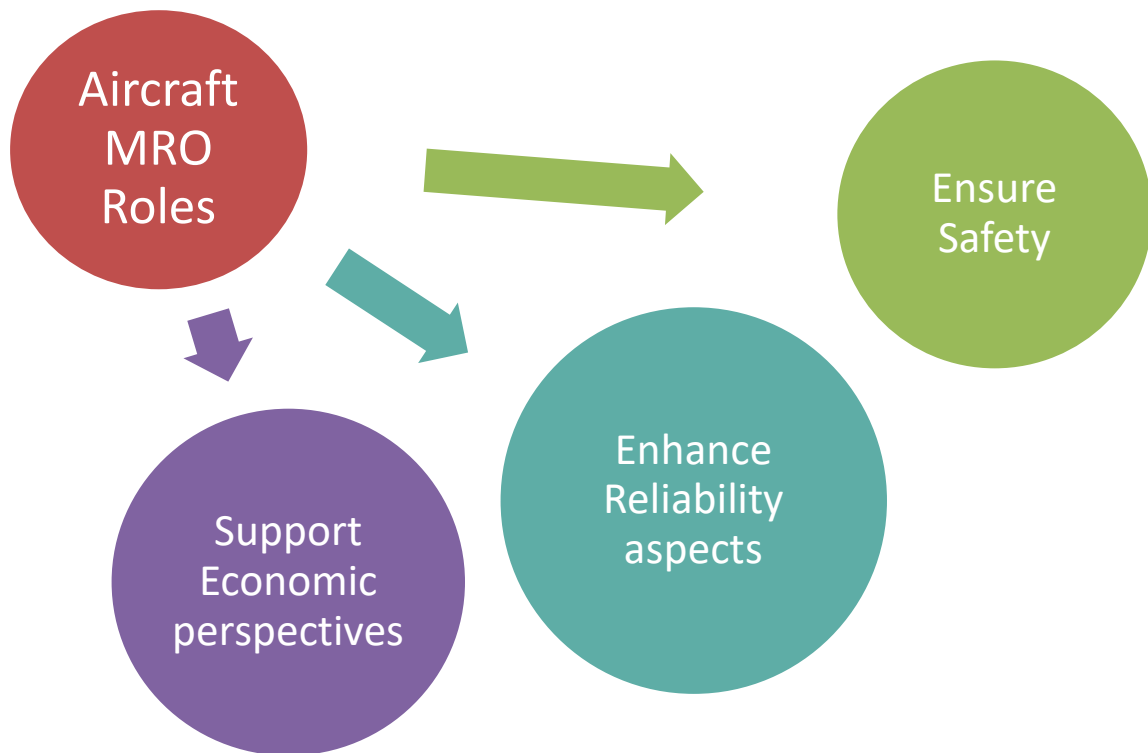 Aircraft
MRO
Roles
Ensure
Safety
Enhance
Reliability
aspects
Support
Economic
perspectives